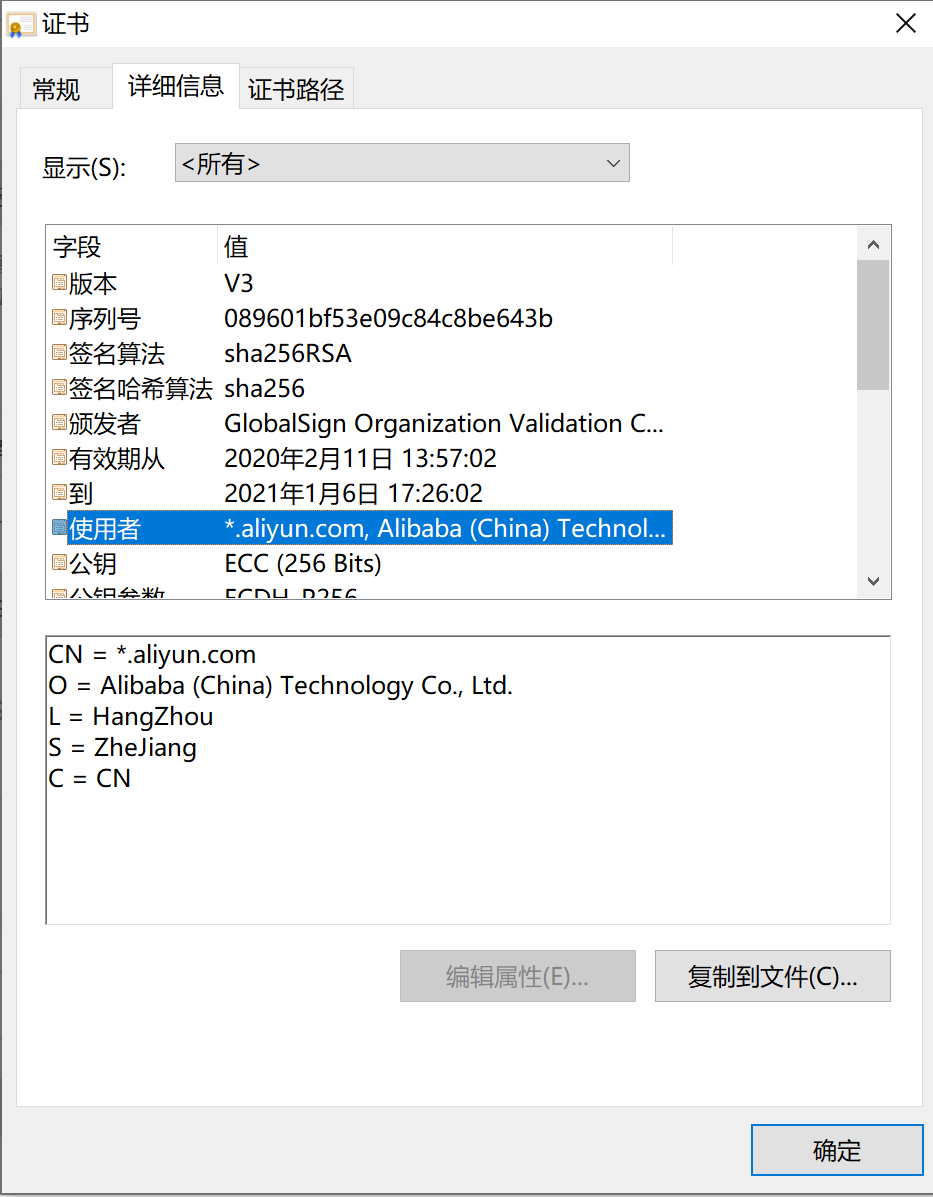 证书
常规 详细信息 证书路径
显示(S): <所有>
字段 值
版本 V3
序列号 089601bf53e09c84c8be643b
签名算法 sha256RSA
签名哈希算法 sha256
颁发者 GlobalSign Organization Validation C...
有效期从 2020年2月11日 13:57:02
到 2021年1月6日 17:26:02
使用者 *.aliyun.com, Alibaba (China) Technol...
公钥 ECC (256 Bits)
公钥参数 ECDH_P256
CN = *.aliyun.com
O = Alibaba (China) Technology Co., Ltd.
L = HangZhou
S = ZheJiang
C = CN
编辑属性(E)... 复制到文件(C)...
确定